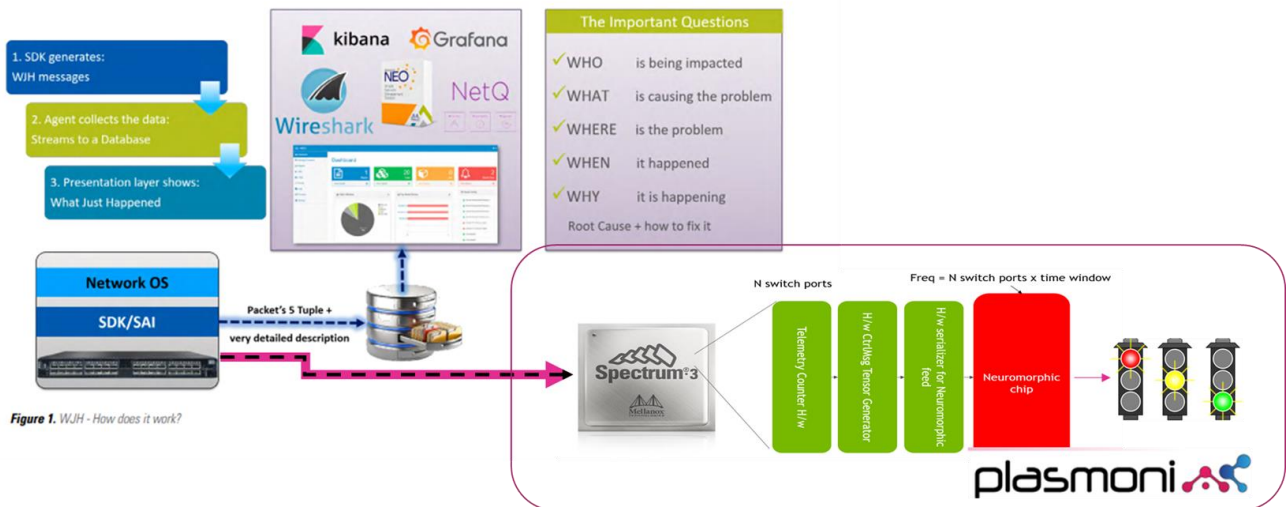 1. SDK generates:
WJH messages
2. Agent collects the data:
Streams to a Database
3. Presentation layer shows:
What Just Happened
kibana
Grafana
NEO
NetQ
Wireshark
Dashboard
The Important Questions
WHO is being impacted
WHAT is causing the problem
WHERE is the problem
WHEN it happened
WHY it is happening
Root Cause + how to fix it
Network OS
SDK/SAI
Packet's 5 Tuple +
very detailed description
Figure 1. WJH - How does it work?
N switch ports
Freq = N switch ports x time window
Spectrum®3
Mellanox
Telemetry Counter H/w
H/w CtrlMsg Tensor Generator
H/w serializer for Neuromorphic
feed
Neuromorphic
chip
plasmoni